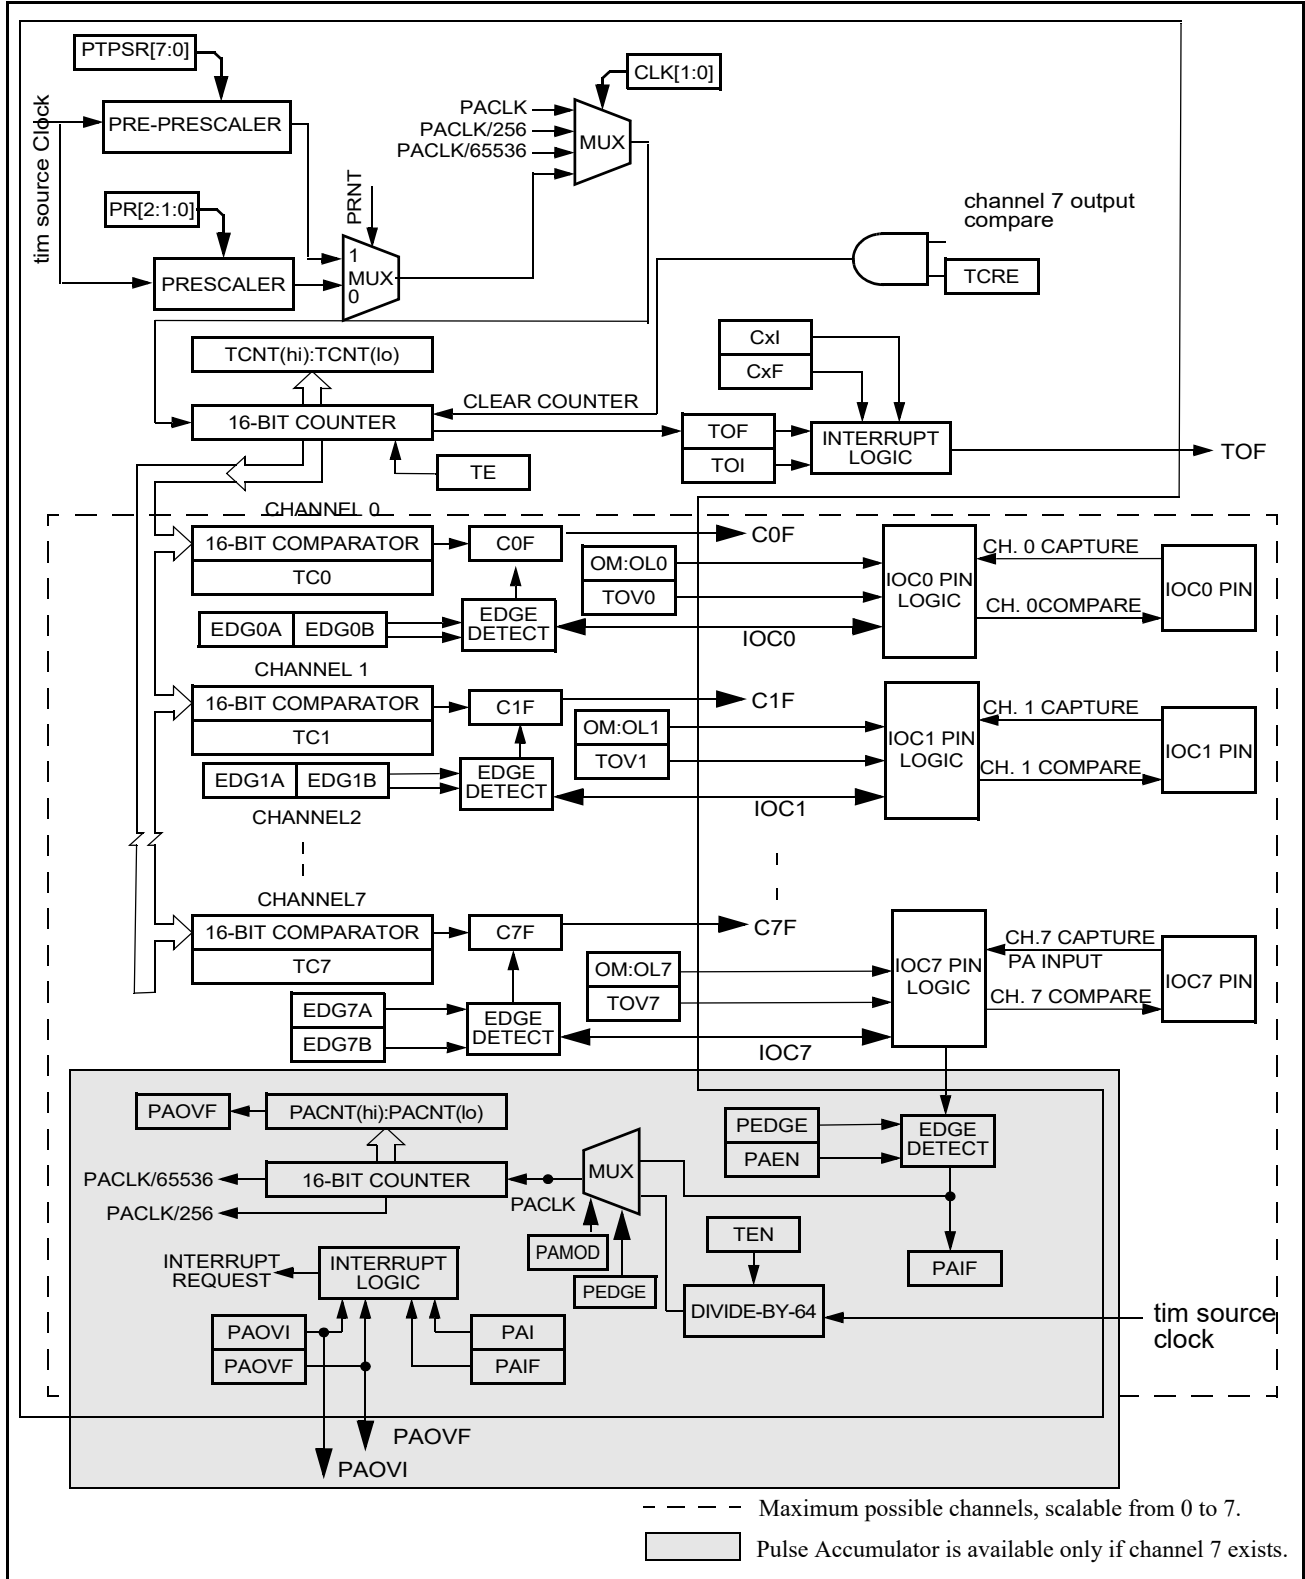 PTPSR[7:0]
CLK[1:0]
tim source Clock
PRE-PRESCALER
PACLK
PACLK/256
PACLK/65536
MUX
PR[2:1:0]
PRNT
channel 7 output
compare
1
MUX
0
PRESCALER
TCRE
CxI
CxF
TCNT(hi):TCNT(lo)
CLEAR COUNTER
16-BIT COUNTER
TOF
TOI
INTERRUPT
LOGIC
TOF
TE
CHANNEL 0
16-BIT COMPARATOR
TC0
C0F
C0F
OM:OL0
TOV0
IOC0 PIN
LOGIC
CH. 0 CAPTURE
CH. 0COMPARE
IOC0 PIN
EDG0A
EDG0B
EDGE
DETECT
IOC0
CHANNEL 1
16-BIT COMPARATOR
TC1
C1F
C1F
OM:OL1
TOV1
IOC1 PIN
LOGIC
CH. 1 CAPTURE
CH. 1 COMPARE
IOC1 PIN
EDG1A
EDG1B
EDGE
DETECT
IOC1
CHANNEL2
CHANNEL7
16-BIT COMPARATOR
TC7
C7F
C7F
OM:OL7
TOV7
IOC7 PIN
LOGIC
CH.7 CAPTURE
PA INPUT
CH. 7 COMPARE
IOC7 PIN
EDG7A
EDG7B
EDGE
DETECT
IOC7
PAOVF
PACNT(hi):PACNT(lo)
PEDGE
PAEN
EDGE
DETECT
MUX
PACLK/65536
16-BIT COUNTER
PACLK
PACLK/256
PAMOD
PEDGE
TEN
PAIF
INTERRUPT
REQUEST
INTERRUPT
LOGIC
DIVIDE-BY-64
tim source
clock
PAOVI
PAOVF
PAI
PAIF
PAOVF
PAOVI
Maximum possible channels, scalable from 0 to 7.
Pulse Accumulator is available only if channel 7 exists.